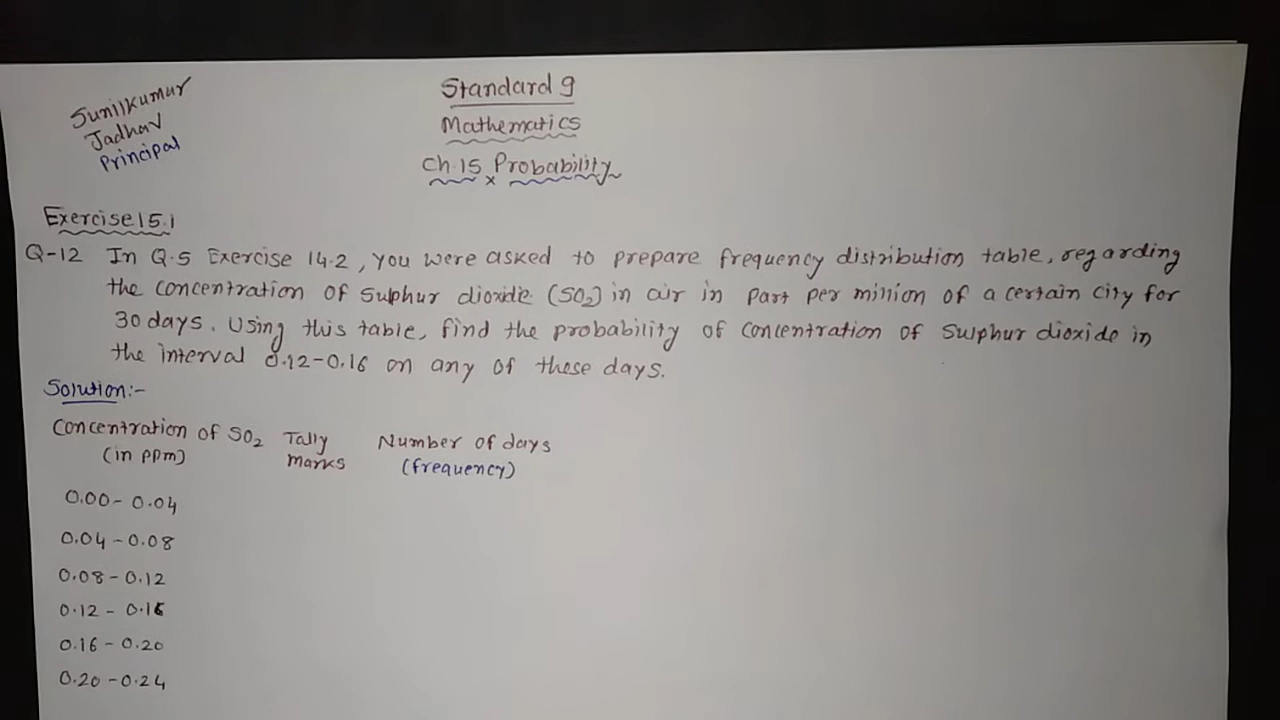 Sunilkumar
Jadhav
Principal
Standard 9
Mathematics
Ch.15 Probability
x
Exercise 15.1
Q-12 In Q.5 Exercise 14.2, you were asked to prepare frequency distribution table, regarding
the concentration of Sulphur dioxide (SO₂) in air in Part per million of a certain city for
30 days. Using this table, find the probability of concentration of Sulphur dioxide in
the interval 0.12-0.16 on any of these days.
Solution:-
Concentration of SO₂ Tally Number of days
(in ppm) marks (frequency)
0.00- 0.04
0.04 -0.08
0.08-0.12
0.12 - 0.16
0.16-0.20
0.20-0.24